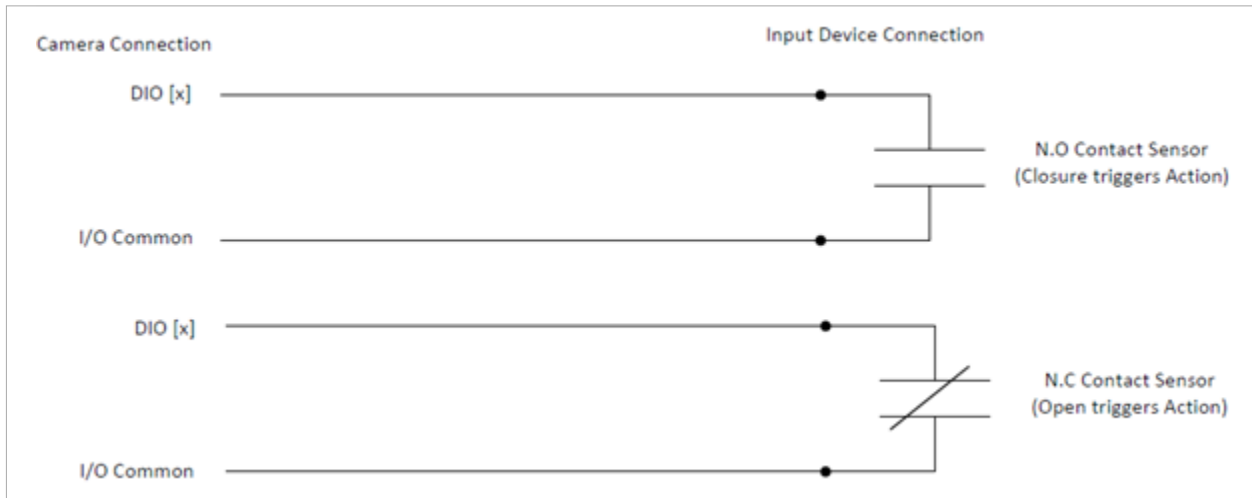 Camera Connection
Input Device Connection
DIO [x]
N.O Contact Sensor
(Closure triggers Action)
I/O Common
DIO [x]
N.C Contact Sensor
(Open triggers Action)
I/O Common